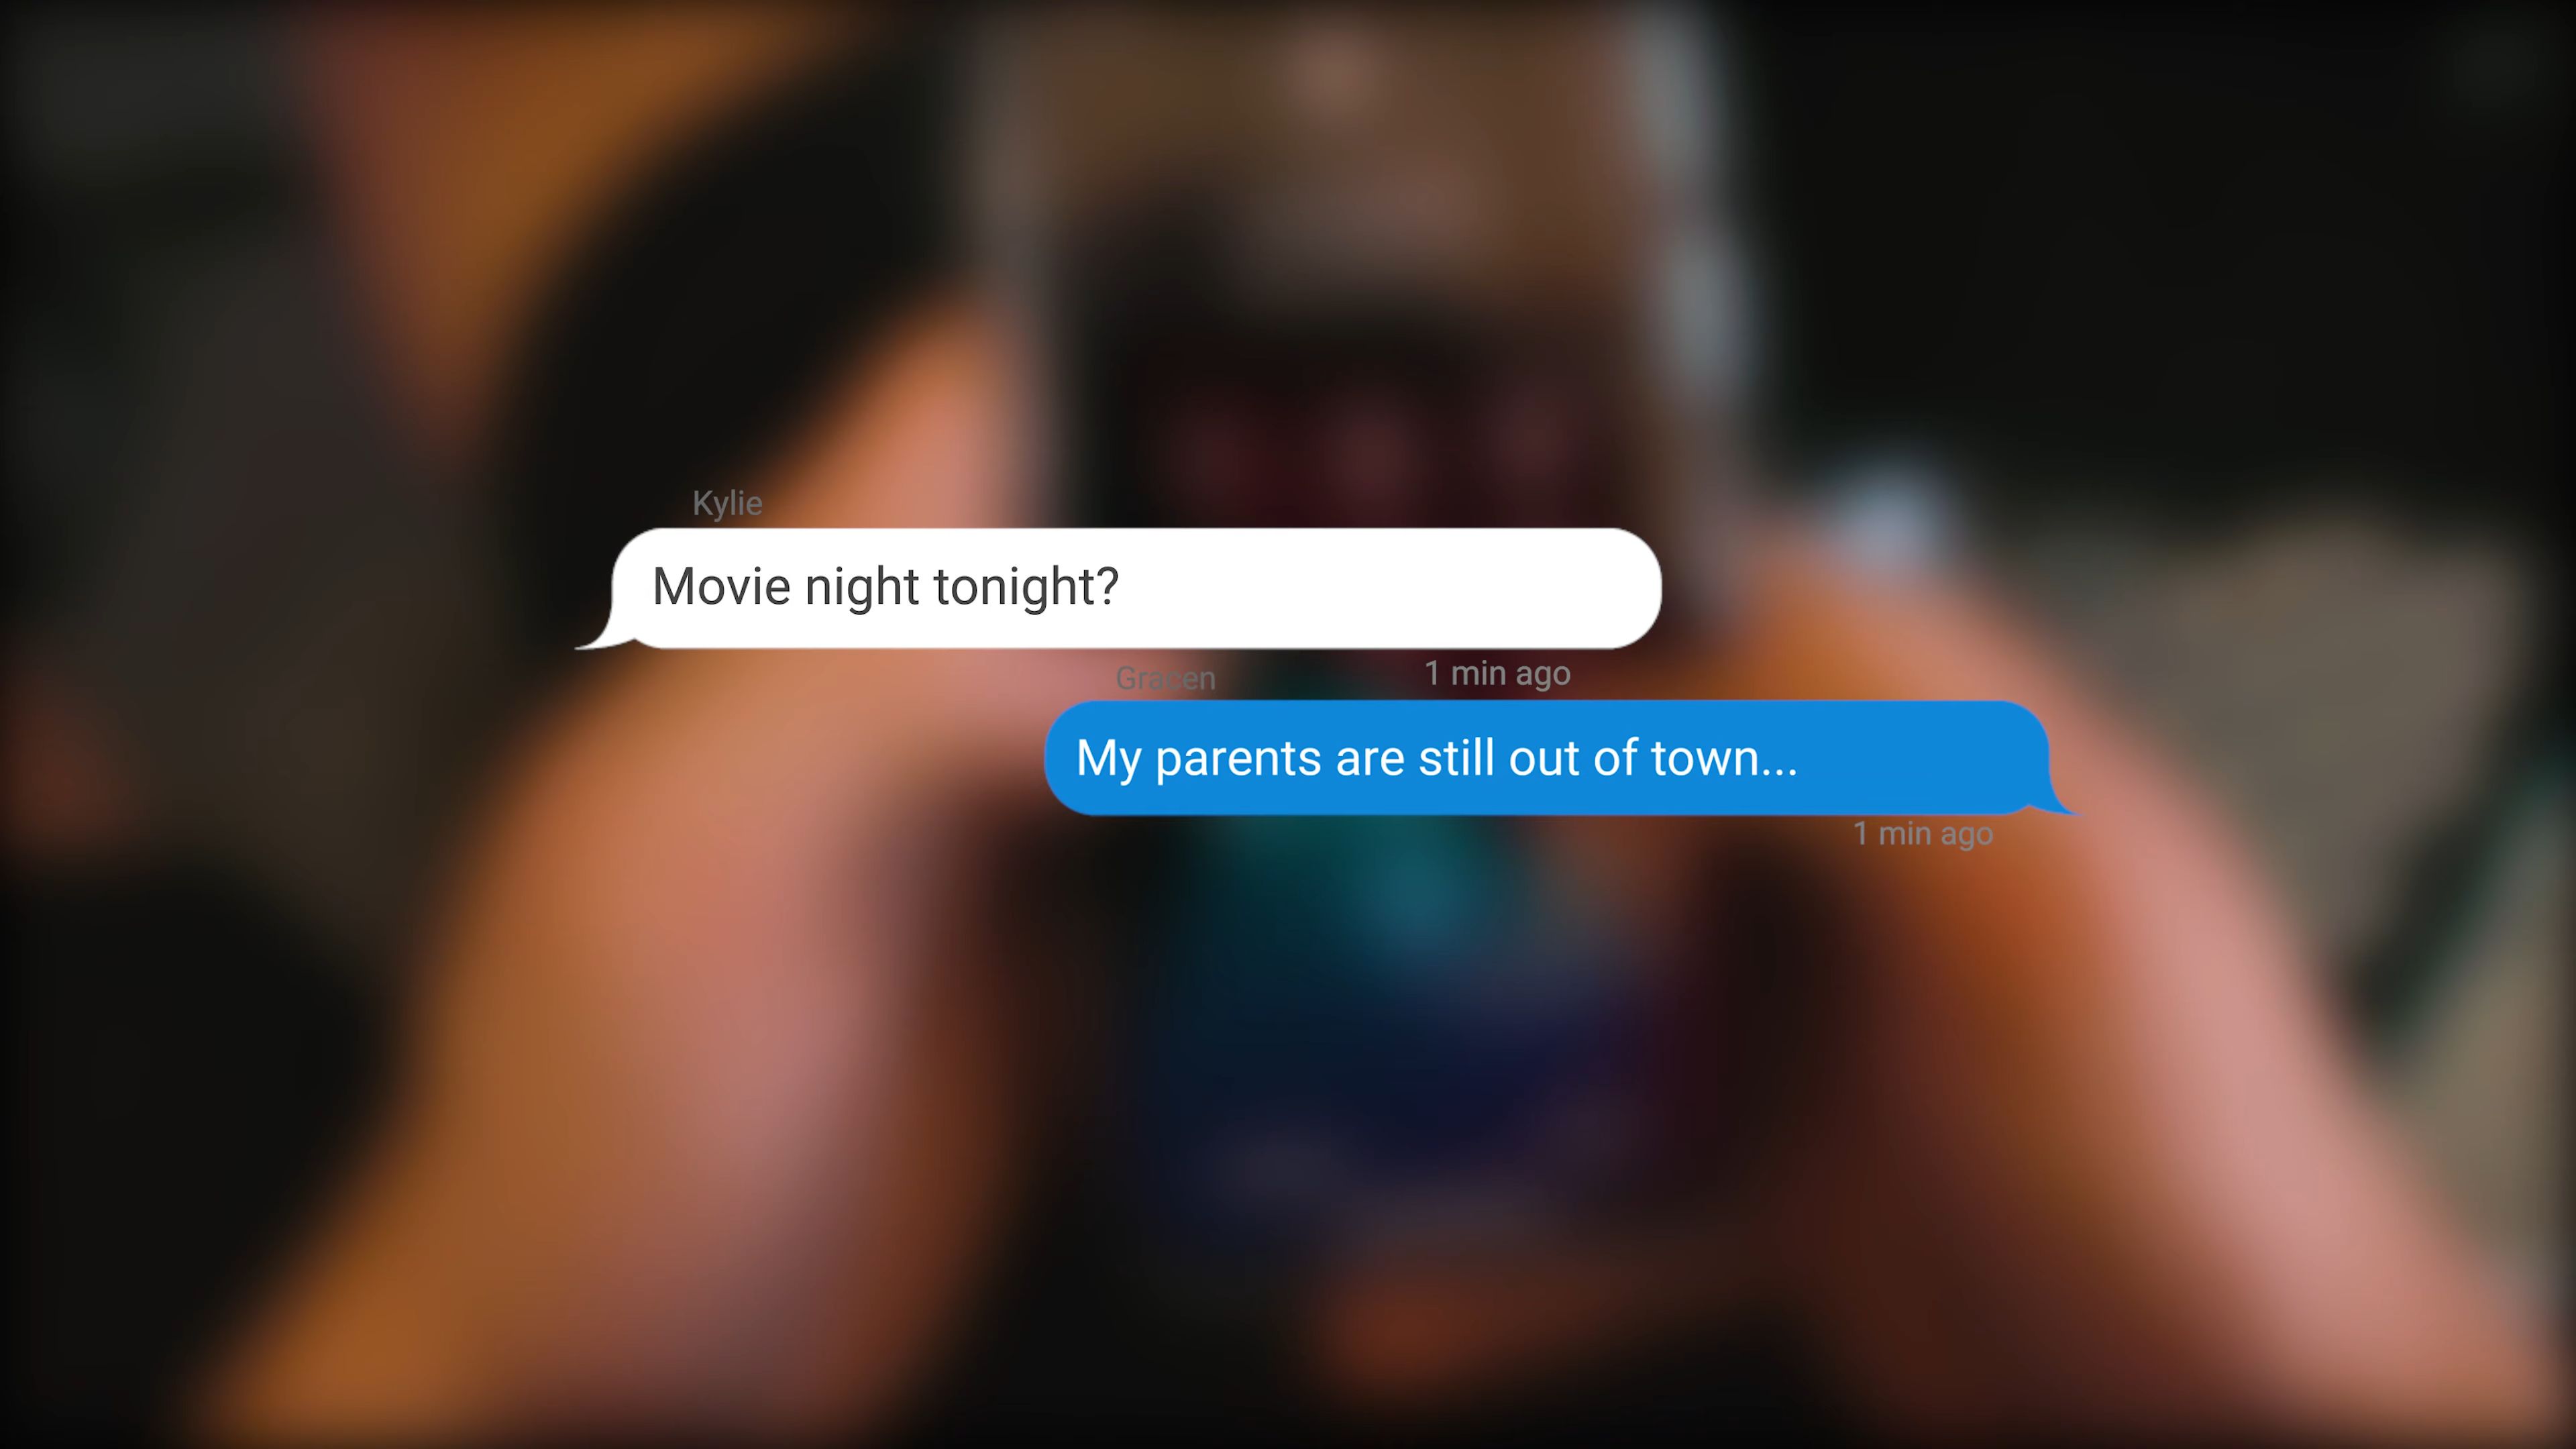 Kylie
Movie night tonight?
1 min ago
Gracen
My parents are still out of town...
1 min ago